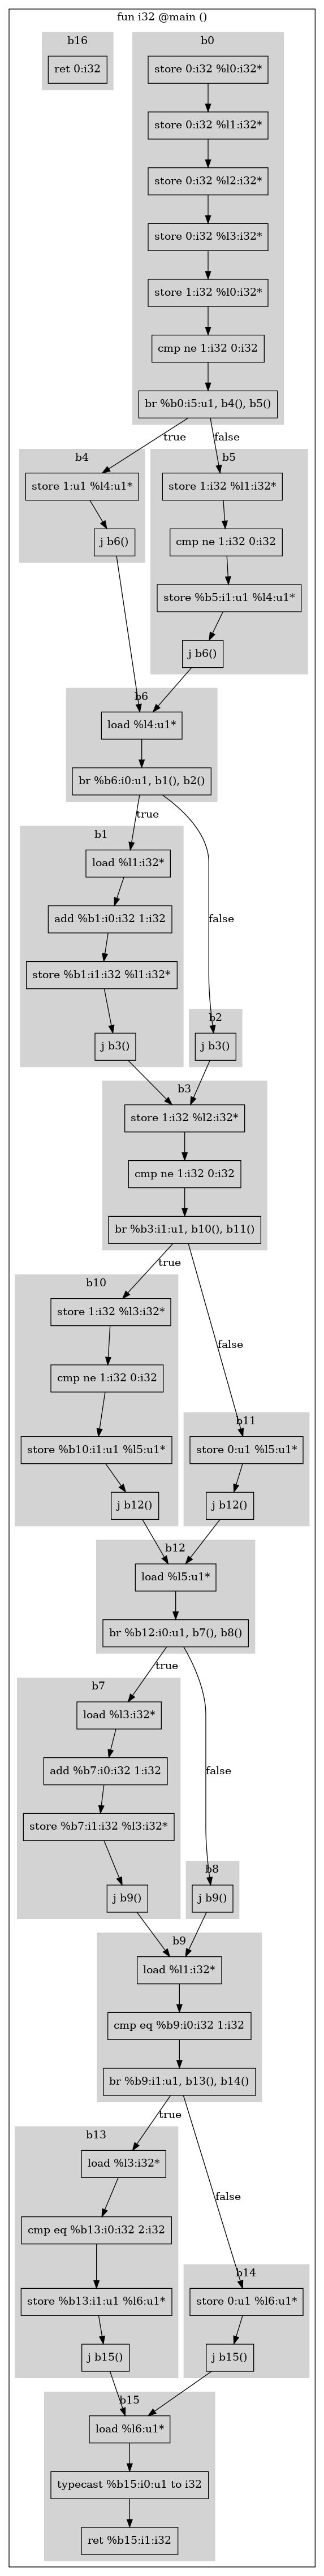 fun i32 @main ()
b16
ret 0:i32
b0
store 0:i32 %l0:i32*
store 0:i32 %l1:i32*
store 0:i32 %l2:i32*
store 0:i32 %l3:i32*
store 1:i32 %l0:i32*
cmp ne 1:i32 0:i32
br %b0:i5:u1, b4(), b5()
true
false
b4
store 1:u1 %l4:u1*
j b6()
b5
store 1:i32 %l1:i32*
cmp ne 1:i32 0:i32
store %b5:i1:u1 %l4:u1*
j b6()
b6
load %l4:u1*
br %b6:i0:u1, b1(), b2()
true
false
b1
load %l1:i32*
add %b1:i0:i32 1:i32
store %b1:i1:i32 %l1:i32*
j b3()
b2
j b3()
b3
store 1:i32 %l2:i32*
cmp ne 1:i32 0:i32
br %b3:i1:u1, b10(), b11()
true
false
b10
store 1:i32 %l3:i32*
cmp ne 1:i32 0:i32
store %b10:i1:u1 %l5:u1*
j b12()
b11
store 0:u1 %l5:u1*
j b12()
b12
load %l5:u1*
br %b12:i0:u1, b7(), b8()
true
false
b7
load %l3:i32*
add %b7:i0:i32 1:i32
store %b7:i1:i32 %l3:i32*
j b9()
b8
j b9()
b9
load %l1:i32*
cmp eq %b9:i0:i32 1:i32
br %b9:i1:u1, b13(), b14()
true
false
b13
load %l3:i32*
cmp eq %b13:i0:i32 2:i32
store %b13:i1:u1 %l6:u1*
j b15()
b14
store 0:u1 %l6:u1*
j b15()
b15
load %l6:u1*
typecast %b15:i0:u1 to i32
ret %b15:i1:i32